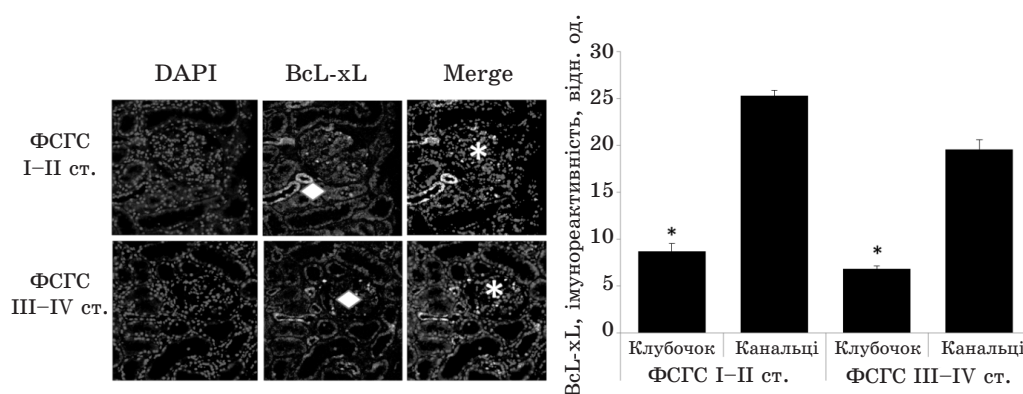 DAPI BcL-xL Merge
ФСГС
I–II ст.
*
ФСГС
III–IV ст.
*
BcL-xL, імунореактивність, відн. од.
30
25
20
15
10
5
0
*
*
Клубочок Канальці Клубочок Канальці
ФСГС I–II ст. ФСГС III–IV ст.